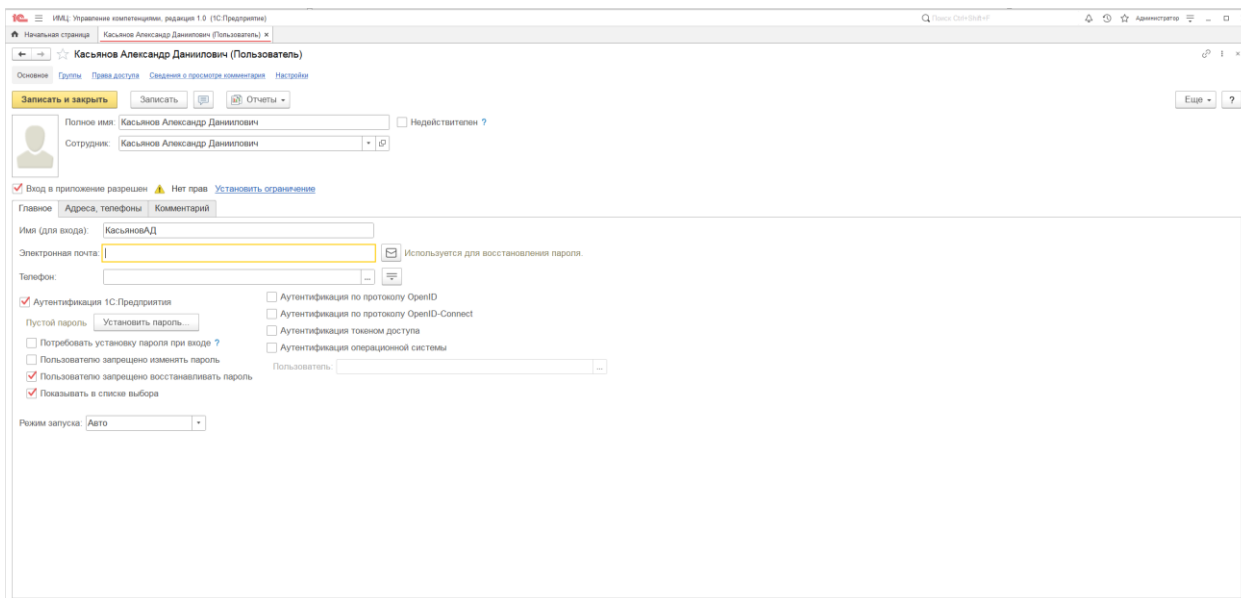 1С ИМЦ: Управление компетенциями, редакция 1.0 (1С:Предприятие) Поиск Ctrl+Shift+F Администратор
Начальная страница Касьянов Александр Даниилович (Пользователь) ×
Касьянов Александр Даниилович (Пользователь)
Основное Группы Права доступа Сведения о просмотре комментария Настройки
Записать и закрыть Записать Отчеты Еще ?
Полное имя: Касьянов Александр Даниилович Недействителен ?
Сотрудник: Касьянов Александр Даниилович
Вход в приложение разрешен Нет прав Установить ограничение
Главное Адреса, телефоны Комментарий
Имя (для входа): КасьяновАД
Электронная почта: Используется для восстановления пароля.
Телефон: ...
Аутентификация 1С:Предприятия
Пустой пароль Установить пароль...
Потребовать установку пароля при входе ?
Пользователю запрещено изменять пароль
Пользователю запрещено восстанавливать пароль
Показывать в списке выбора
Аутентификация по протоколу OpenID
Аутентификация по протоколу OpenID-Connect
Аутентификация токеном доступа
Аутентификация операционной системы
Пользователь: ...
Режим запуска: Авто